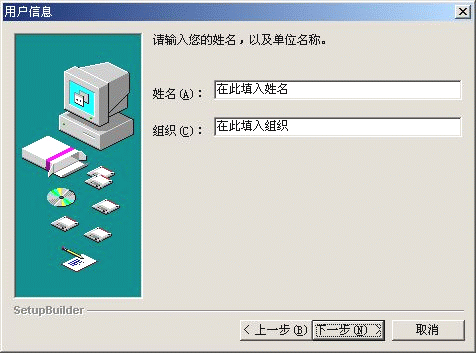 用户信息
请输入您的姓名，以及单位名称。
姓名(A)： 在此填入姓名
组织(C)： 在此填入组织
SetupBuilder
< 上一步(B) 下一步(N) > 取消